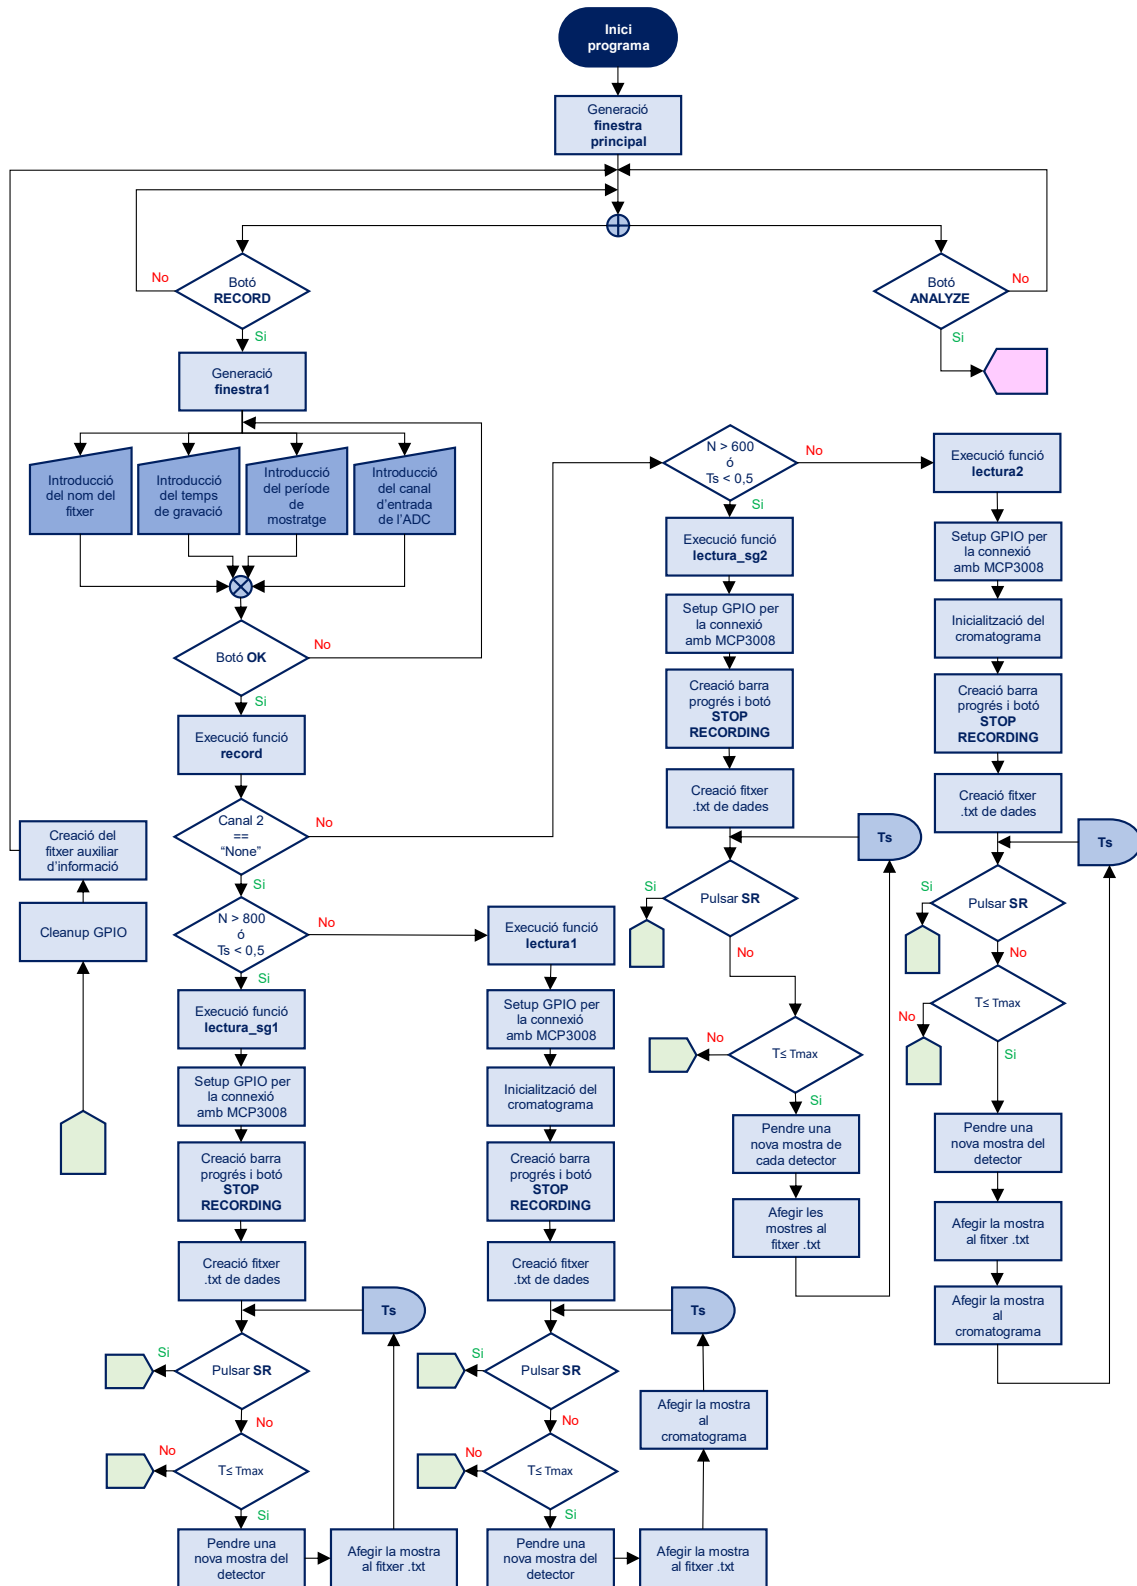 Inici
programa
Generació
finestra
principal
No
Botó
RECORD
Si
Botó
ANALYZE
No
Si
Generació
finestra1
Introducció
del nom del
fitxer
Introducció
del temps
de gravació
Introducció
del període
de
mostratge
Introducció
del canal
d'entrada
de l'ADC
Botó OK
No
Si
Execució funció
record
Canal 2
==
"None"
No
Si
N > 800
ó
Ts < 0,5
No
Si
Creació del
fitxer auxiliar
d'informació
Cleanup GPIO
Execució funció
lectura_sg1
Setup GPIO per
la connexió
amb MCP3008
Creació barra
progrés i botó
STOP
RECORDING
Creació fitxer
.txt de dades
Ts
Pulsar SR
Si
No
T≤ Tmax
No
Si
Pendre una
nova mostra del
detector
Afegir la mostra
al fitxer .txt
Execució funció
lectura1
Setup GPIO per
la connexió
amb MCP3008
Inicialització del
cromatograma
Creació barra
progrés i botó
STOP
RECORDING
Creació fitxer
.txt de dades
Ts
Pulsar SR
Si
No
T≤ Tmax
No
Si
Pendre una
nova mostra del
detector
Afegir la mostra
al fitxer .txt
Afegir la mostra
al
cromatograma
N > 600
ó
Ts < 0,5
No
Si
Execució funció
lectura_sg2
Setup GPIO per
la connexió
amb MCP3008
Creació barra
progrés i botó
STOP
RECORDING
Creació fitxer
.txt de dades
Ts
Pulsar SR
Si
No
T≤ Tmax
No
Si
Pendre una
nova mostra de
cada detector
Afegir les
mostres al
fitxer .txt
Execució funció
lectura2
Setup GPIO per
la connexió
amb MCP3008
Inicialització del
cromatograma
Creació barra
progrés i botó
STOP
RECORDING
Creació fitxer
.txt de dades
Ts
Pulsar SR
Si
No
T≤ Tmax
No
Si
Pendre una
nova mostra del
detector
Afegir la mostra
al fitxer .txt
Afegir la mostra
al
cromatograma